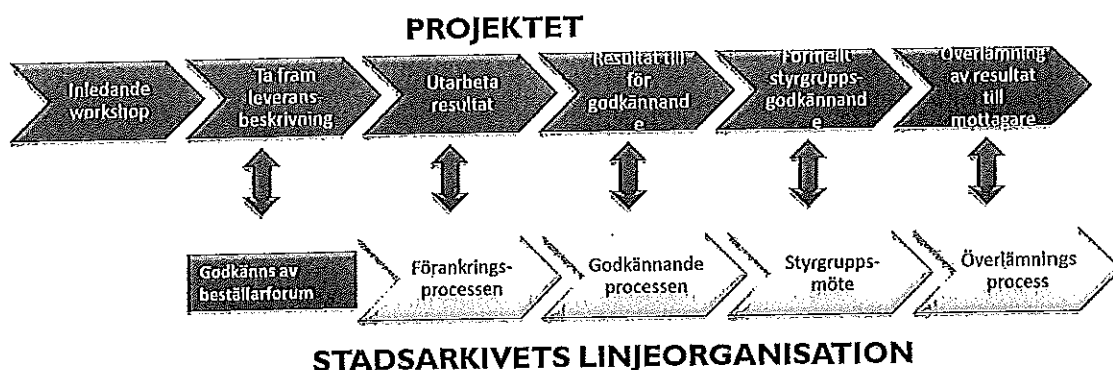 PROJEKTET
Inledande
workshop
Ta fram
leverans-
beskrivning
Utarbeta
resultat
Resultat till
för
godkännand
e
Formellt
styrgrupps-
godkännand
e
Överlämning
av resultat
till
mottagare
Godkänns av
beställarforum
Förankrings-
processen
Godkännande
processen
Styrgrupps-
möte
Överlämnings
process
STADSARKIVETS LINJEORGANISATION